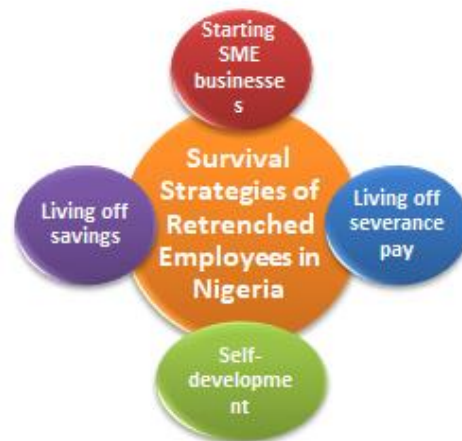 Starting
SME
businesse
s
Survival
Strategies of
Retrenched
Employees in
Nigeria
Living off
savings
Living off
severance
pay
Self-
developme
nt